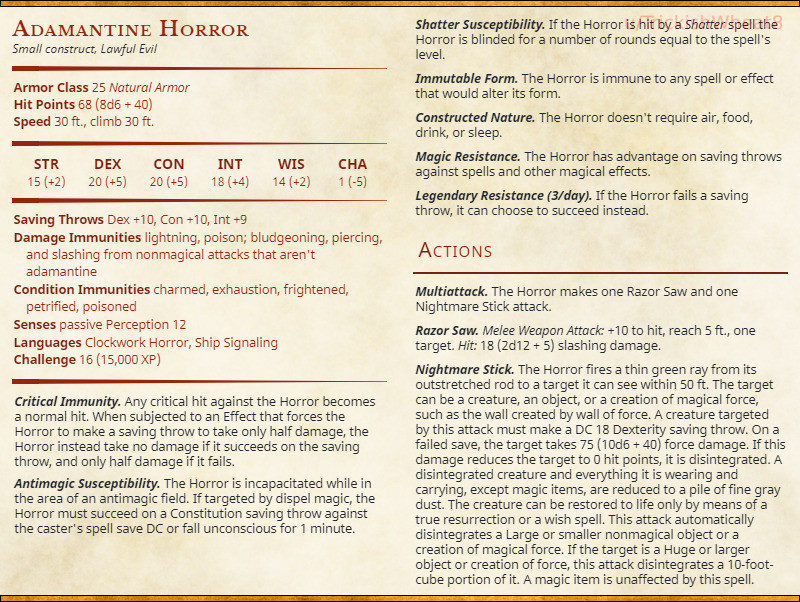 Adamantine Horror
Small construct, Lawful Evil
Armor Class 25 Natural Armor
Hit Points 68 (8d6 + 40)
Speed 30 ft., climb 30 ft.
STR DEX CON INT WIS CHA
15 (+2) 20 (+5) 20 (+5) 18 (+4) 14 (+2) 1 (-5)
Saving Throws Dex +10, Con +10, Int +9
Damage Immunities lightning, poison; bludgeoning, piercing,
and slashing from nonmagical attacks that aren't
adamantine
Condition Immunities charmed, exhaustion, frightened,
petrified, poisoned
Senses passive Perception 12
Languages Clockwork Horror, Ship Signaling
Challenge 16 (15,000 XP)
Critical Immunity. Any critical hit against the Horror becomes
a normal hit. When subjected to an Effect that forces the
Horror to make a saving throw to take only half damage, the
Horror instead take no damage if it succeeds on the saving
throw, and only half damage if it fails.
Antimagic Susceptibility. The Horror is incapacitated while in
the area of an antimagic field. If targeted by dispel magic, the
Horror must succeed on a Constitution saving throw against
the caster's spell save DC or fall unconscious for 1 minute.
Shatter Susceptibility. If the Horror is hit by a Shatter spell the
Horror is blinded for a number of rounds equal to the spell's
level.
Immutable Form. The Horror is immune to any spell or effect
that would alter its form.
Constructed Nature. The Horror doesn't require air, food,
drink, or sleep.
Magic Resistance. The Horror has advantage on saving throws
against spells and other magical effects.
Legendary Resistance (3/day). If the Horror fails a saving
throw, it can choose to succeed instead.
Actions
Multiattack. The Horror makes one Razor Saw and one
Nightmare Stick attack.
Razor Saw. Melee Weapon Attack: +10 to hit, reach 5 ft., one
target. Hit: 18 (2d12 + 5) slashing damage.
Nightmare Stick. The Horror fires a thin green ray from its
outstretched rod to a target it can see within 50 ft. The target
can be a creature, an object, or a creation of magical force,
such as the wall created by wall of force. A creature targeted
by this attack must make a DC 18 Dexterity saving throw. On a
failed save, the target takes 75 (10d6 + 40) force damage. If this
damage reduces the target to 0 hit points, it is disintegrated. A
disintegrated creature and everything it is wearing and
carrying, except magic items, are reduced to a pile of fine gray
dust. The creature can be restored to life only by means of a
true resurrection or a wish spell. This attack automatically
disintegrates a Large or smaller nonmagical object or a
creation of magical force. If the target is a Huge or larger
object or creation of force, this attack disintegrates a 10-foot-
cube portion of it. A magic item is unaffected by this spell.